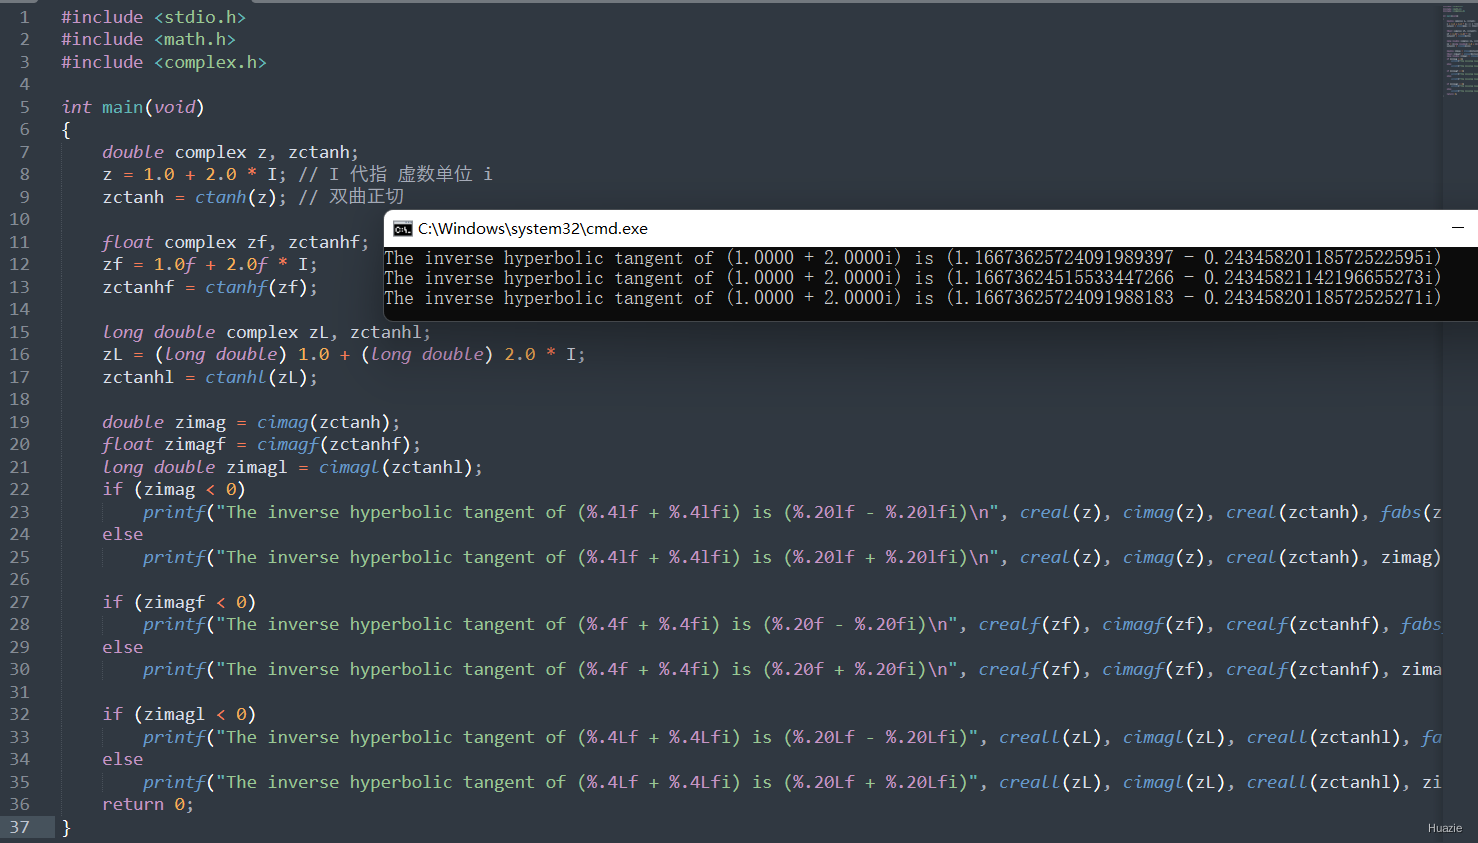 1 #include <stdio.h>
2 #include <math.h>
3 #include <complex.h>
4
5 int main(void)
6 {
7 double complex z, zctanh;
8 z = 1.0 + 2.0 * I; // I 代指 虚数单位 i
9 zctanh = ctanh(z); // 双曲正切
10
11 float complex zf, zctanhf;
12 zf = 1.0f + 2.0f * I;
13 zctanhf = ctanhf(zf);
14
15 long double complex zL, zctanhl;
16 zL = (long double) 1.0 + (long double) 2.0 * I;
17 zctanhl = ctanhl(zL);
18
19 double zimag = cimag(zctanh);
20 float zimagf = cimagf(zctanhf);
21 long double zimagl = cimagl(zctanhl);
22 if (zimag < 0)
23 printf("The inverse hyperbolic tangent of (%.4lf + %.4lfi) is (%.20lf - %.20lfi)\n", creal(z), cimag(z), creal(zctanh), fabs(z
24 else
25 printf("The inverse hyperbolic tangent of (%.4lf + %.4lfi) is (%.20lf + %.20lfi)\n", creal(z), cimag(z), creal(zctanh), zimag)
26
27 if (zimagf < 0)
28 printf("The inverse hyperbolic tangent of (%.4f + %.4fi) is (%.20f - %.20fi)\n", crealf(zf), cimagf(zf), crealf(zctanhf), fabs
29 else
30 printf("The inverse hyperbolic tangent of (%.4f + %.4fi) is (%.20f + %.20fi)\n", crealf(zf), cimagf(zf), crealf(zctanhf), zima
31
32 if (zimagl < 0)
33 printf("The inverse hyperbolic tangent of (%.4Lf + %.4Lfi) is (%.20Lf - %.20Lfi)", creall(zL), cimagl(zL), creall(zctanhl), fa
34 else
35 printf("The inverse hyperbolic tangent of (%.4Lf + %.4Lfi) is (%.20Lf + %.20Lfi)", creall(zL), cimagl(zL), creall(zctanhl), zi
36 return 0;
37 }
C:\Windows\system32\cmd.exe
The inverse hyperbolic tangent of (1.0000 + 2.0000i) is (1.16673625724091989397 - 0.24345820118572522595i)
The inverse hyperbolic tangent of (1.0000 + 2.0000i) is (1.16673624515533447266 - 0.24345821142196655273i)
The inverse hyperbolic tangent of (1.0000 + 2.0000i) is (1.16673625724091988183 - 0.24345820118572525271i)
Huazie